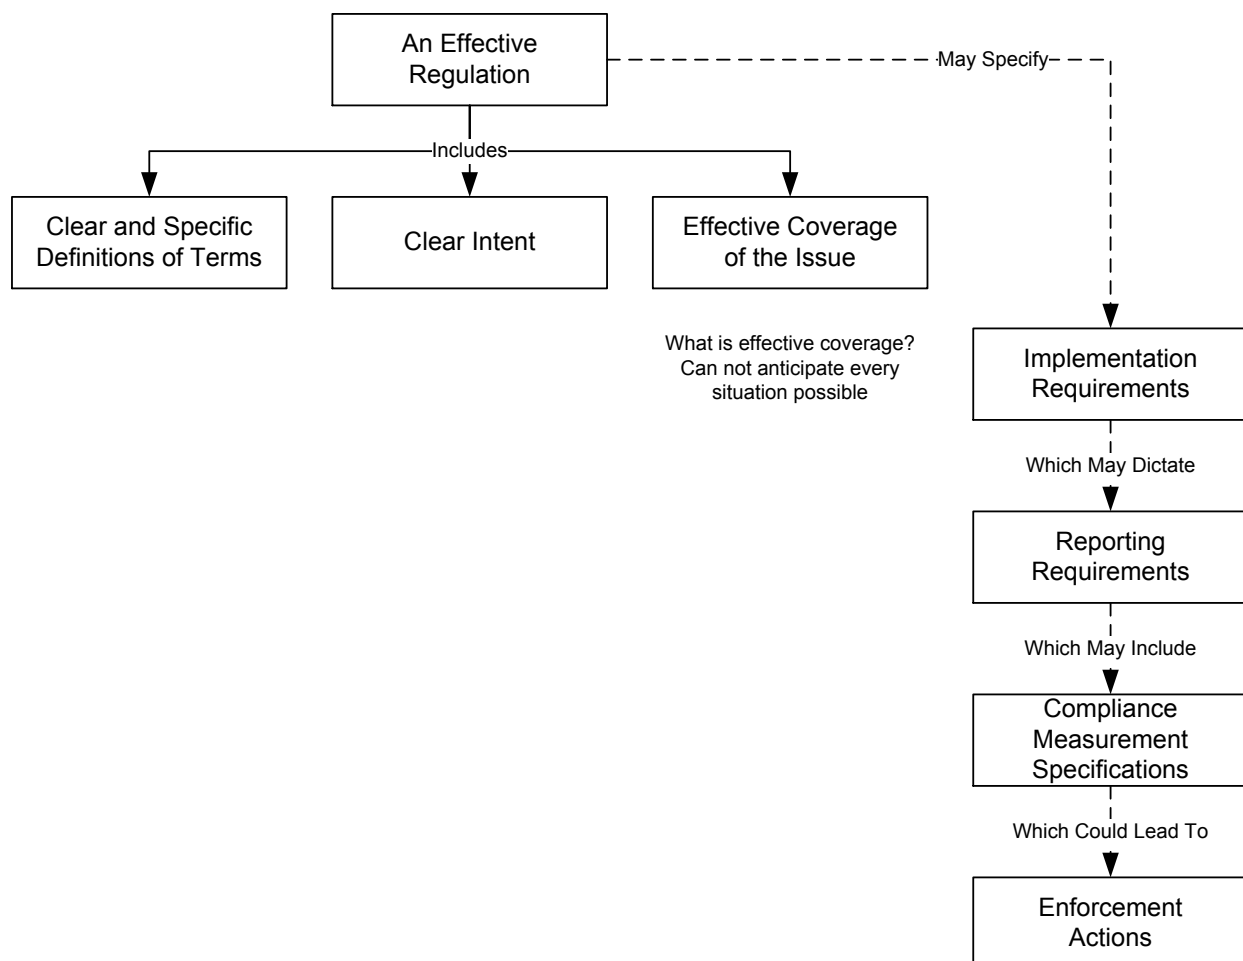 An Effective
Regulation
May Specify
Includes
Clear and Specific
Definitions of Terms
Clear Intent
Effective Coverage
of the Issue
What is effective coverage?
Can not anticipate every
situation possible
Implementation
Requirements
Which May Dictate
Reporting
Requirements
Which May Include
Compliance
Measurement
Specifications
Which Could Lead To
Enforcement
Actions